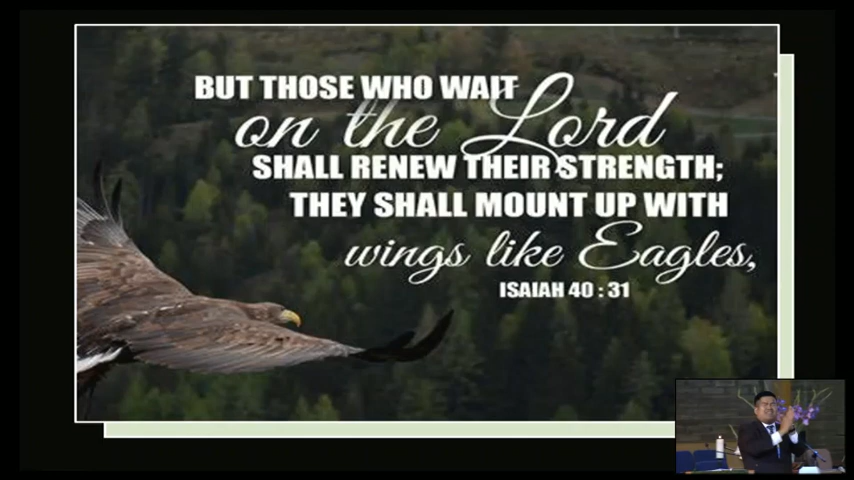 BUT THOSE WHO WAIT
on the Lord
SHALL RENEW THEIR STRENGTH;
THEY SHALL MOUNT UP WITH
wings like Eagles,
ISAIAH 40 : 31